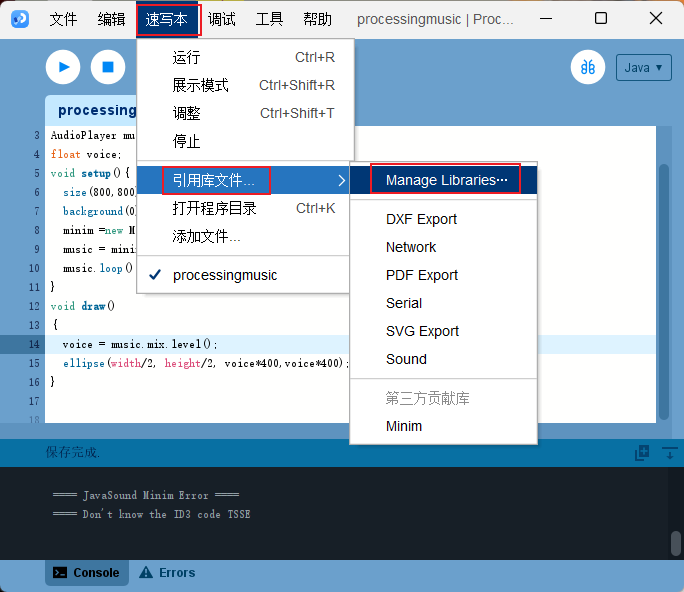 文件 编辑 速写本 调试 工具 帮助 processingmusic | Proc...
Java ▾
processing
运行 Ctrl+R
展示模式 Ctrl+Shift+R
调整 Ctrl+Shift+T
停止
引用库文件...
打开程序目录 Ctrl+K
添加文件...
processingmusic
Manage Libraries···
DXF Export
Network
PDF Export
Serial
SVG Export
Sound
第三方贡献库
Minim
3 AudioPlayer mu
4 float voice;
5 void setup(){
6 size(800,800)
7 background(0)
8 minim =new M
9 music = mini
10 music.loop()
11 }
12 void draw()
13 {
14 voice = music.mix.level();
15 ellipse(width/2, height/2, voice*400,voice*400);
16 }
17
18
保存完成.
==== JavaSound Minim Error ====
==== Don't know the ID3 code TSSE
Console Errors